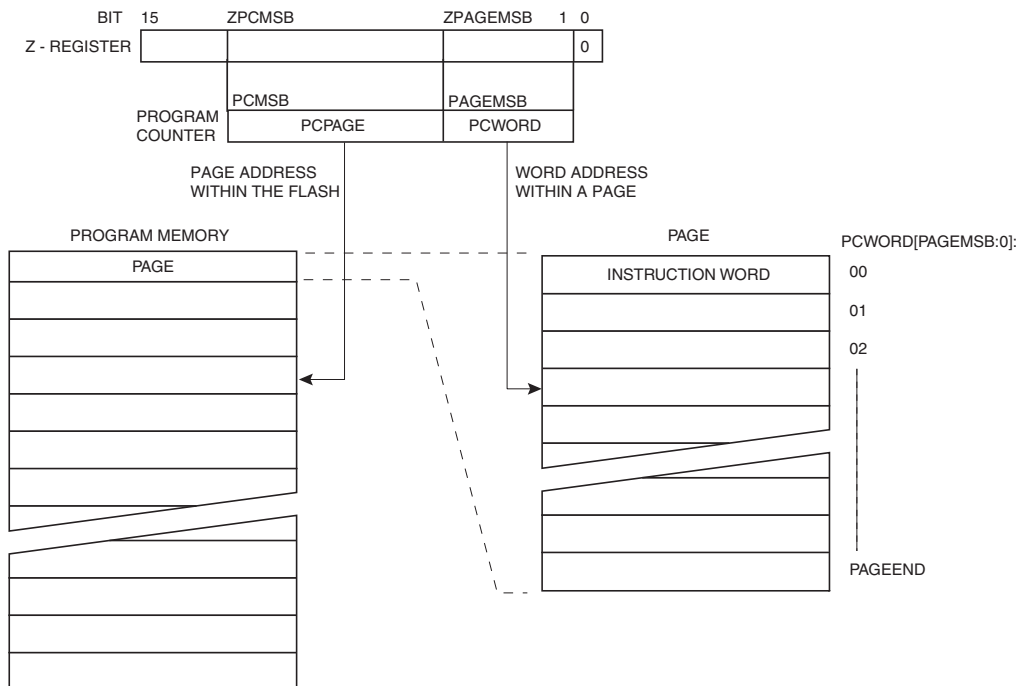 BIT 15 ZPCMSB ZPAGEMSB 1 0
Z - REGISTER 0
PCMSB PAGEMSB
PROGRAM
COUNTER
PCPAGE PCWORD
PAGE ADDRESS
WITHIN THE FLASH
WORD ADDRESS
WITHIN A PAGE
PROGRAM MEMORY
PAGE
PAGE
INSTRUCTION WORD
PCWORD[PAGEMSB:0]:
00
01
02
PAGEEND